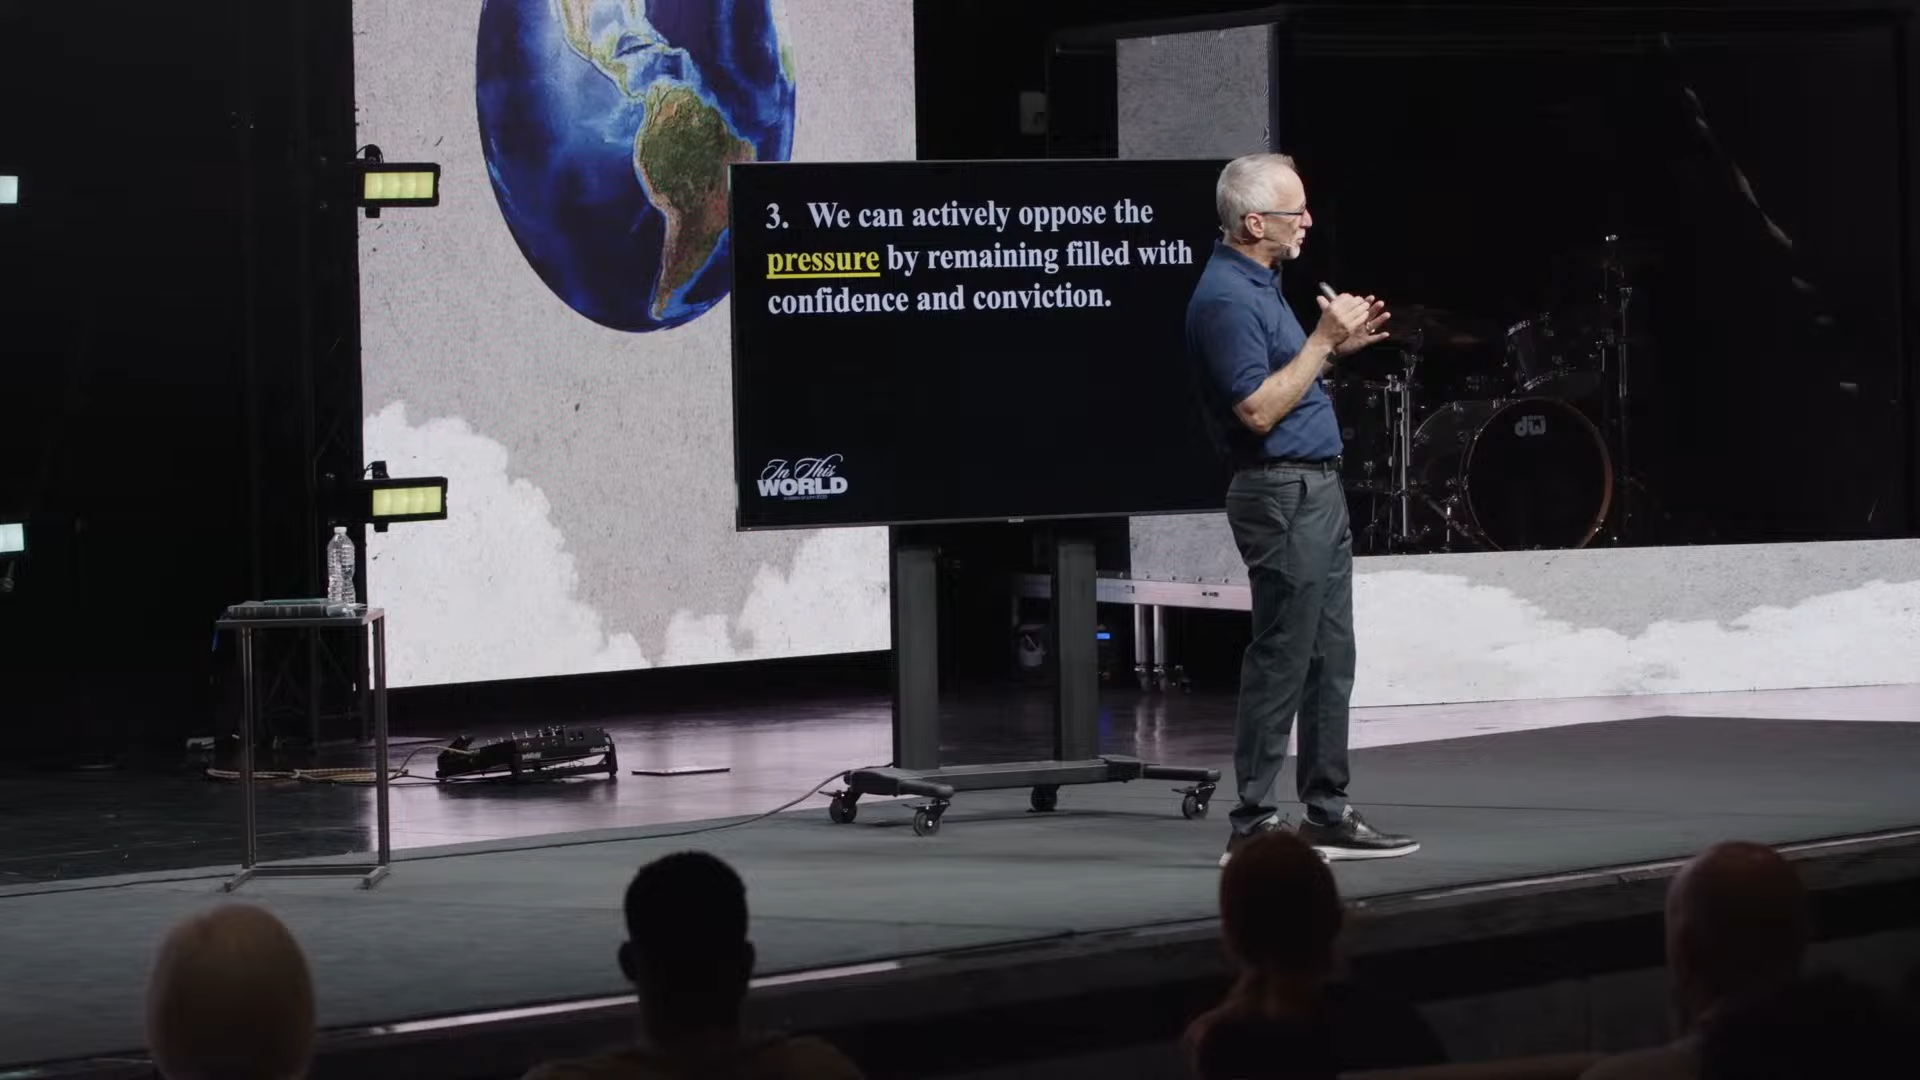 3. We can actively oppose the
pressure by remaining filled with
confidence and conviction.
In This
WORLD
dw